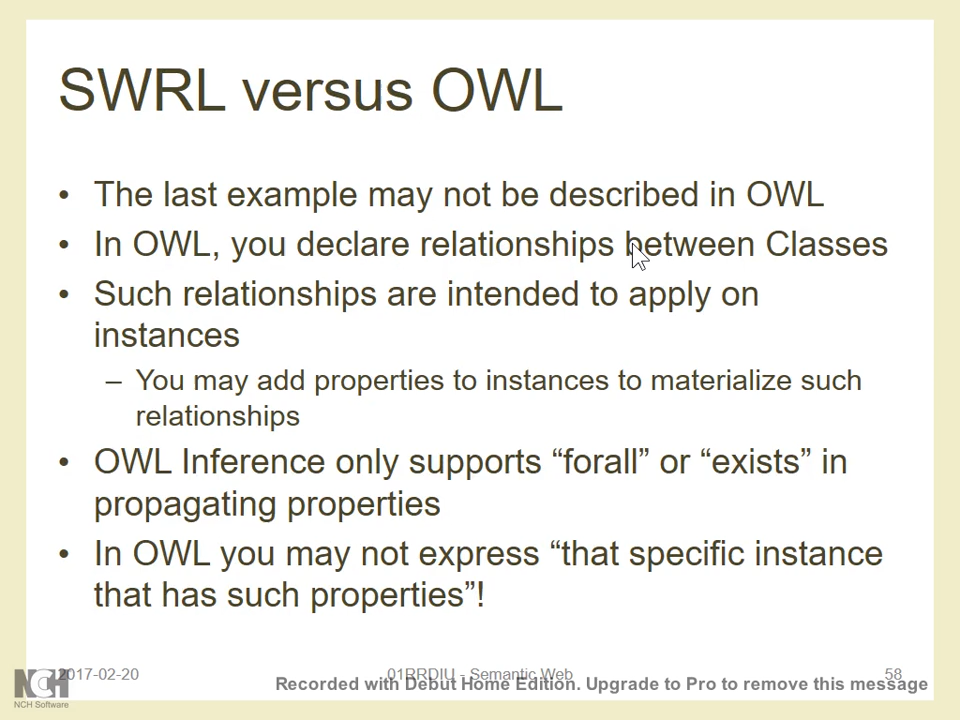 SWRL versus OWL
• The last example may not be described in OWL
• In OWL, you declare relationships between Classes
• Such relationships are intended to apply on
instances
– You may add properties to instances to materialize such
relationships
• OWL Inference only supports “forall” or “exists” in
propagating properties
• In OWL you may not express “that specific instance
that has such properties”!
2017-02-20
01RRDIU - Semantic Web
58
Recorded with Debut Home Edition. Upgrade to Pro to remove this message
NCH
NCH Software